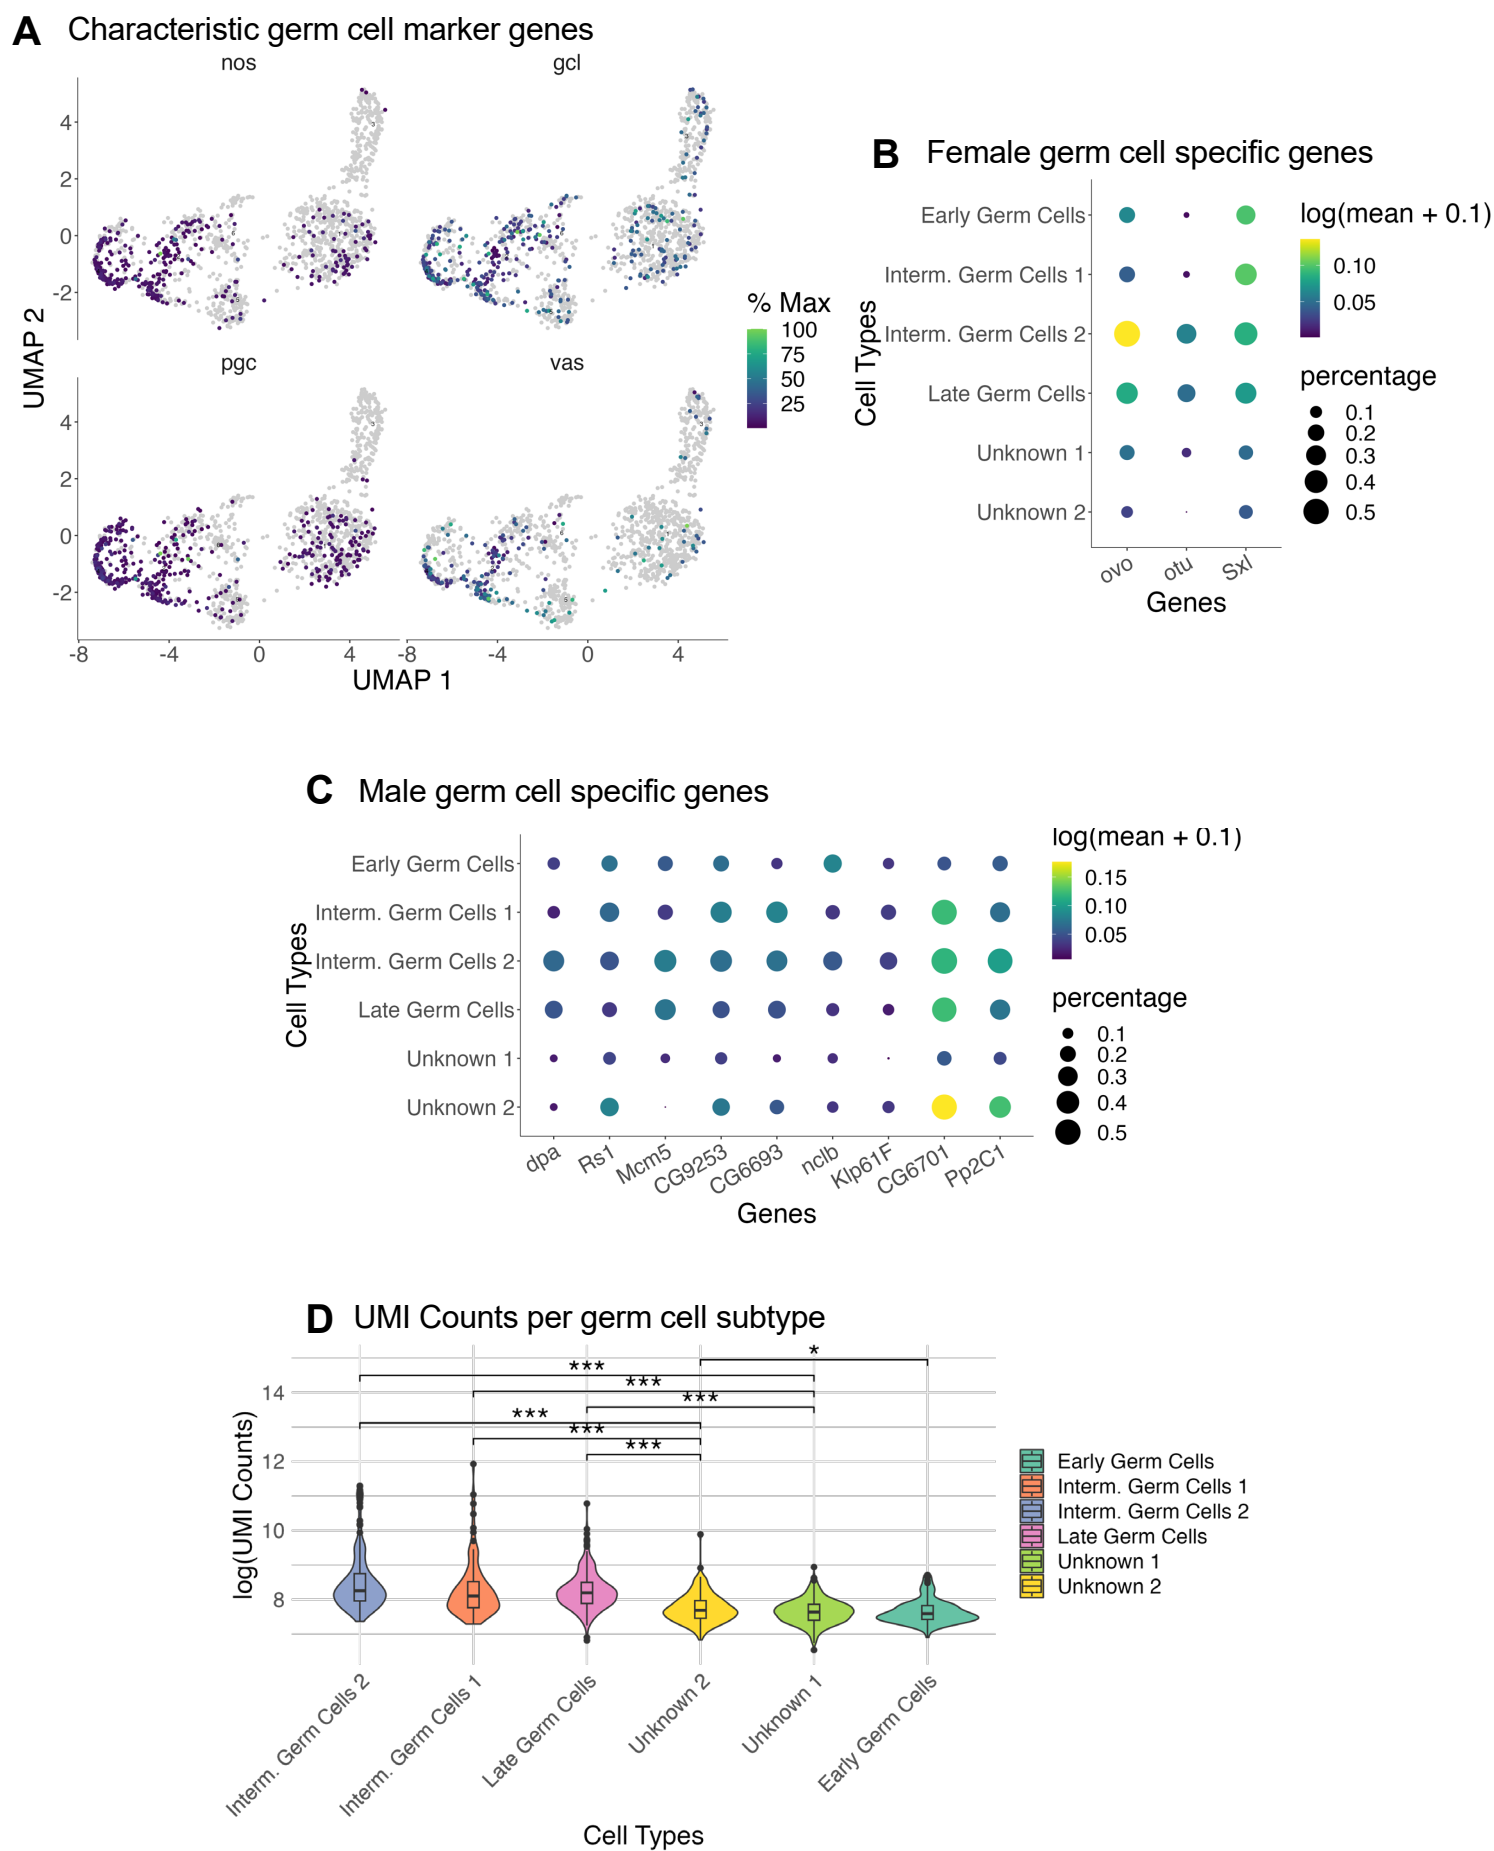 A Characteristic germ cell marker genes
nos
gcl
4
2
0
-2
pgc
vas
4
2
0
-2
UMAP 2
-8
-4
0
4
-8
-4
0
4
UMAP 1
% Max
100
75
50
25
B Female germ cell specific genes
Early Germ Cells
Interm. Germ Cells 1
Interm. Germ Cells 2
Late Germ Cells
Unknown 1
Unknown 2
Cell Types
ovo
otu
Sxl
Genes
log(mean + 0.1)
0.10
0.05
percentage
0.1
0.2
0.3
0.4
0.5
C Male germ cell specific genes
Early Germ Cells
Interm. Germ Cells 1
Interm. Germ Cells 2
Late Germ Cells
Unknown 1
Unknown 2
Cell Types
dpa
Rs1
Mcm5
CG9253
CG6693
nclb
Klp61F
CG6701
Pp2C1
Genes
log(mean + 0.1)
0.15
0.10
0.05
percentage
0.1
0.2
0.3
0.4
0.5
D UMI Counts per germ cell subtype
*
***
***
***
***
***
***
14
12
10
8
log(UMI Counts)
Interm. Germ Cells 2
Interm. Germ Cells 1
Late Germ Cells
Unknown 2
Unknown 1
Early Germ Cells
Cell Types
Early Germ Cells
Interm. Germ Cells 1
Interm. Germ Cells 2
Late Germ Cells
Unknown 1
Unknown 2